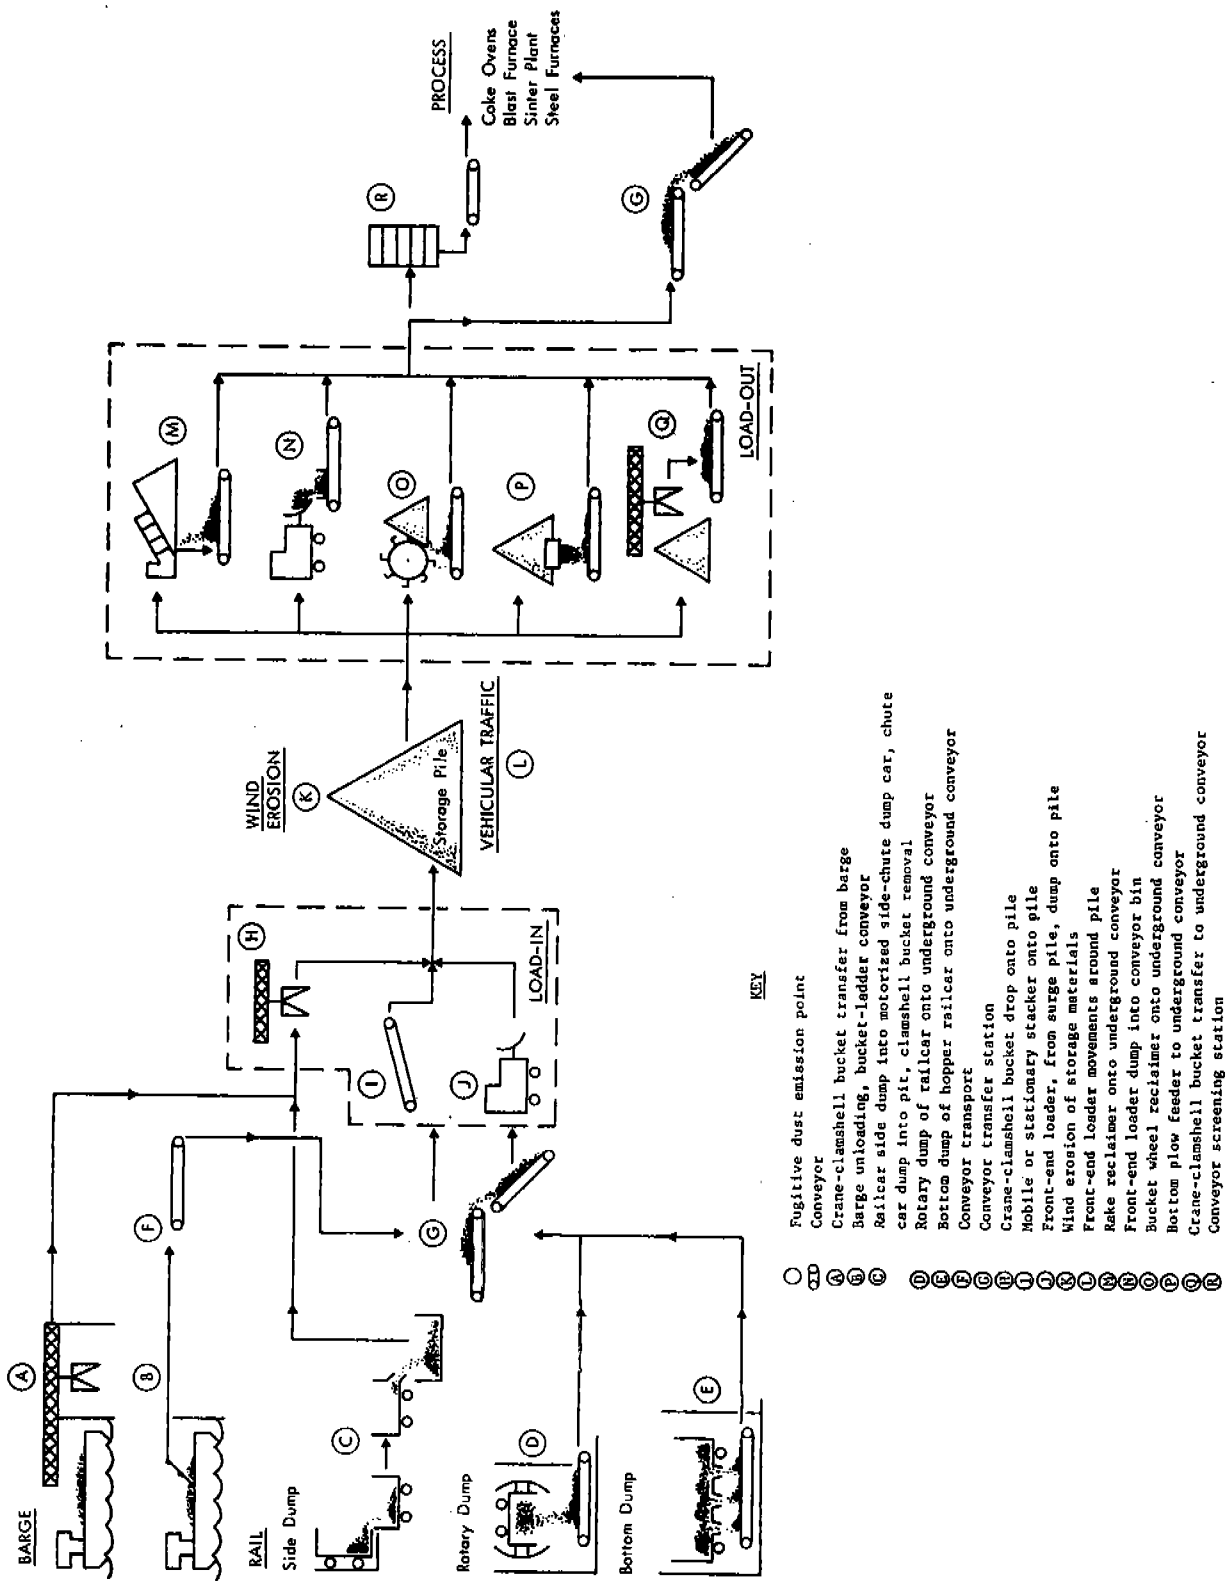 BARGE
A
B
F
RAIL
Side Dump
C
Rotary Dump
D
Bottom Dump
E
G
H
I
J
LOAD-IN
WIND
EROSION
K
Storage Pile
VEHICULAR TRAFFIC
L
M
N
O
P
Q
LOAD-OUT
R
G
PROCESS
Coke Ovens
Blast Furnace
Sinter Plant
Steel Furnaces
KEY
Fugitive dust emission point
Conveyor
A Crane-clamshell bucket transfer from barge
B Barge unloading, bucket-ladder conveyor
C Railcar side dump into motorized side-chute dump car, chute
car dump into pit, clamshell bucket removal
D Rotary dump of railcar onto underground conveyor
E Bottom dump of hopper railcar onto underground conveyor
F Conveyor transport
G Conveyor transfer station
H Crane-clamshell bucket drop onto pile
I Mobile or stationary stacker onto pile
J Front-end loader, from surge pile, dump onto pile
K Wind erosion of storage materials
L Front-end loader movements around pile
M Rake reclaimer onto underground conveyor
N Front-end loader dump into conveyor bin
O Bucket wheel reclaimer onto underground conveyor
P Bottom plow feeder to underground conveyor
Q Crane-clamshell bucket transfer to underground conveyor
R Conveyor screening station